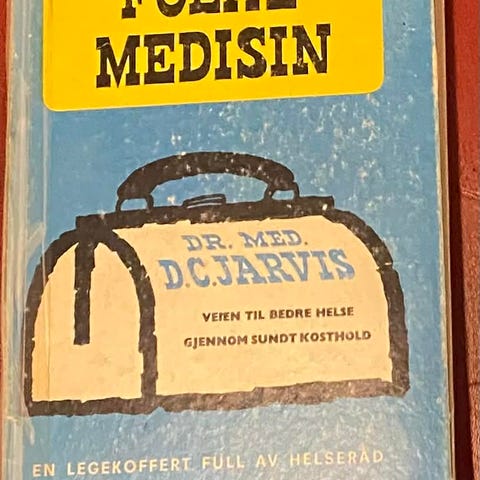 MEDISIN
DR. MED.
D.C. JARVIS
VEIEN TIL BEDRE HELSE
GJENNOM SUNDT KOSTHOLD
EN LEGEKOFFERT FULL AV HELSERÅD